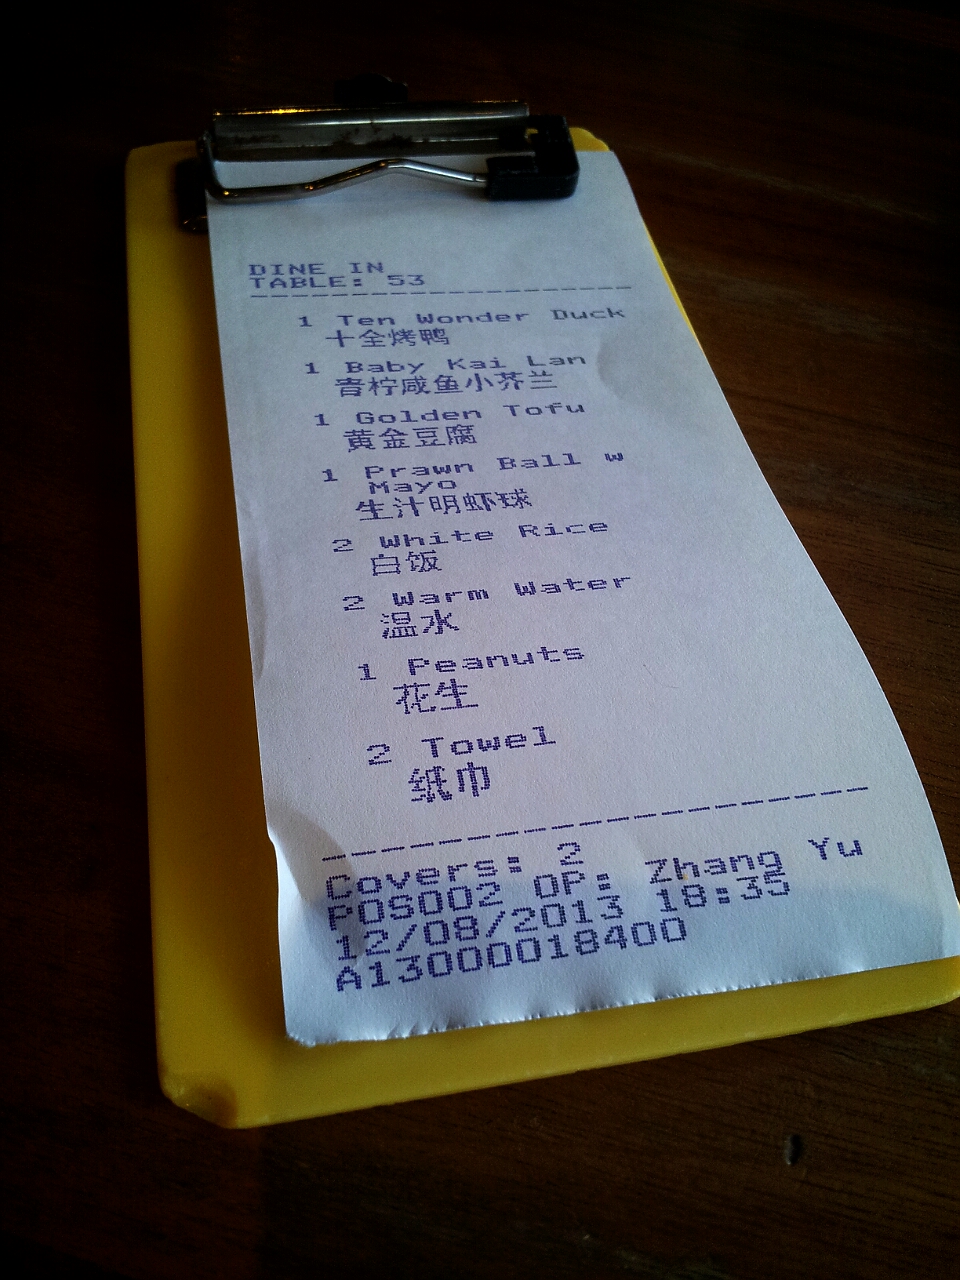 DINE IN
TABLE: 53
1 Ten Wonder Duck
十全烤鸭
1 Baby Kai Lan
青柠咸鱼小芥兰
1 Golden Tofu
黄金豆腐
1 Prawn Ball w
Mayo
生汁明虾球
2 White Rice
白饭
2 Warm Water
温水
1 Peanuts
花生
2 Towel
纸巾
Covers: 2
POS002 OP: Zhang Yu
12/08/2013 18:35
A13000018400